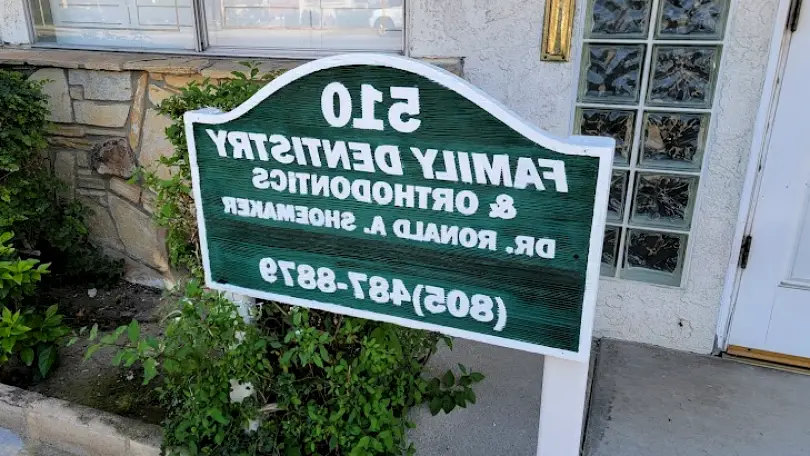 510
FAMILY DENTISTRY
& ORTHODONTICS
DR. RONALD A. SHOEMAKER
(805)487-8879